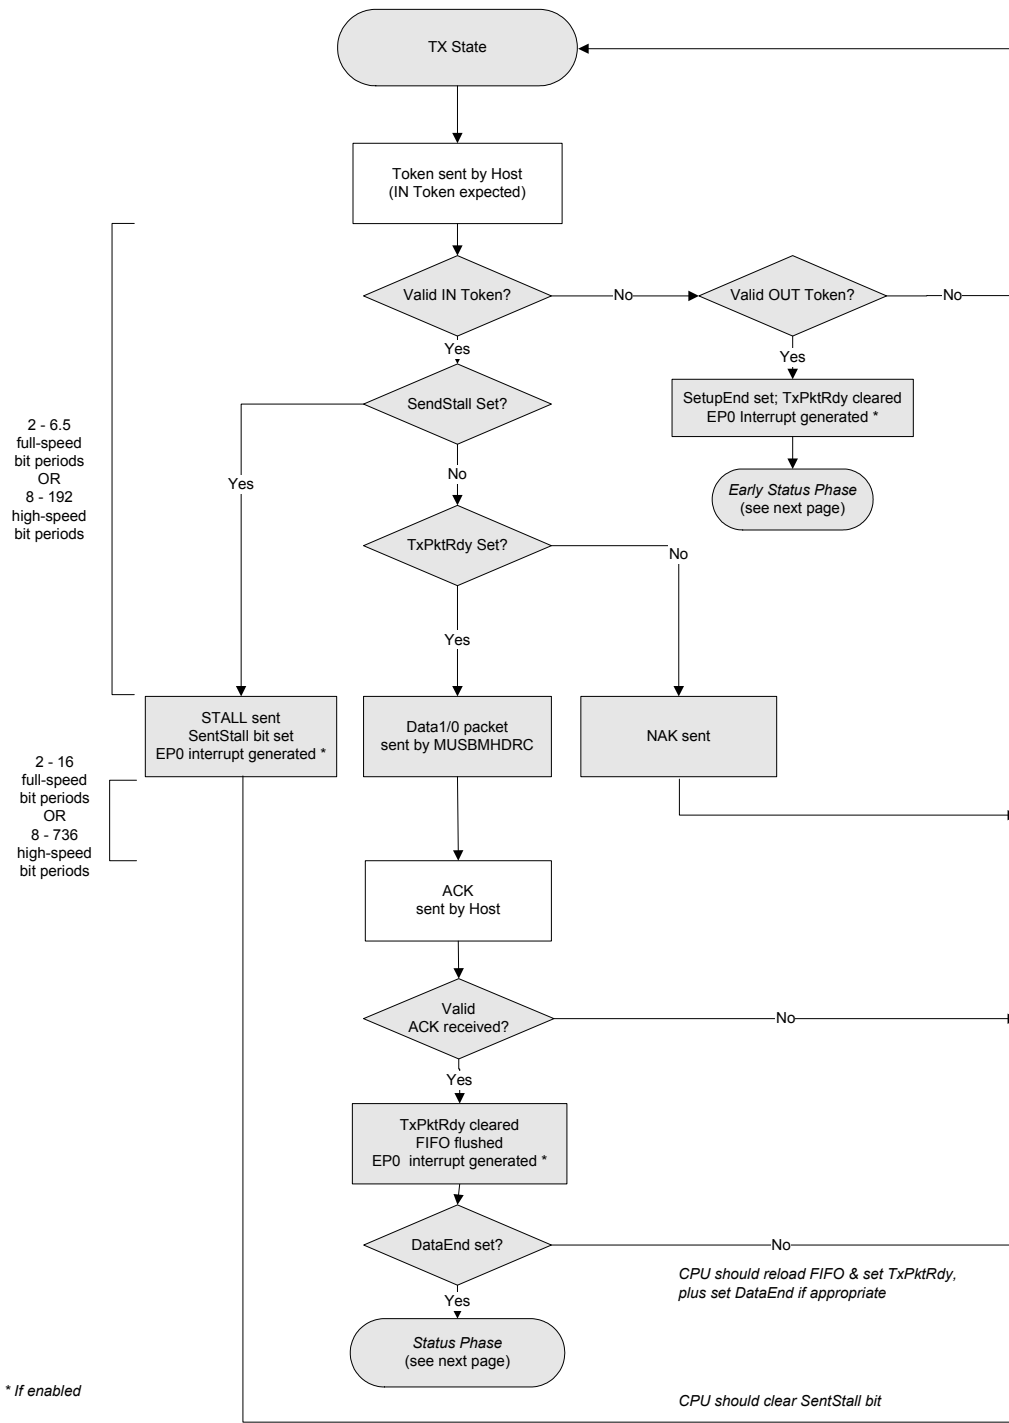 TX State
Token sent by Host
(IN Token expected)
Valid IN Token?
No
Valid OUT Token?
No
Yes
Yes
SendStall Set?
SetupEnd set; TxPktRdy cleared
EP0 Interrupt generated *
2 - 6.5
full-speed
bit periods
OR
8 - 192
high-speed
bit periods
Yes
No
Early Status Phase
(see next page)
TxPktRdy Set?
No
Yes
STALL sent
SentStall bit set
EP0 interrupt generated *
Data1/0 packet
sent by MUSBMHDRC
NAK sent
2 - 16
full-speed
bit periods
OR
8 - 736
high-speed
bit periods
ACK
sent by Host
Valid
ACK received?
No
Yes
TxPktRdy cleared
FIFO flushed
EP0 interrupt generated *
DataEnd set?
No
CPU should reload FIFO & set TxPktRdy,
plus set DataEnd if appropriate
Yes
Status Phase
(see next page)
* If enabled
CPU should clear SentStall bit